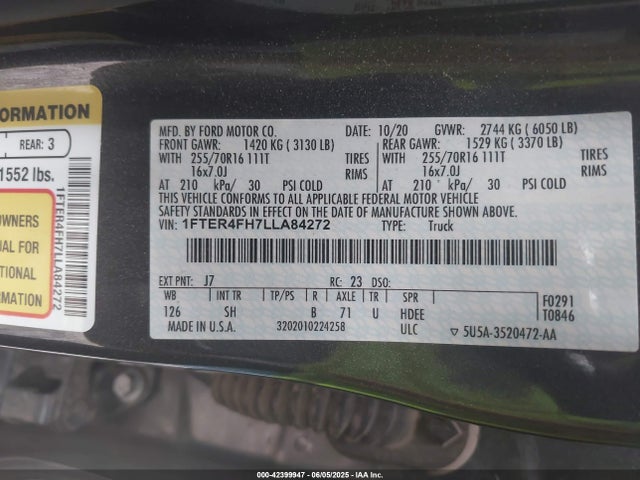 ORMATION
REAR: 3
1552 lbs.
OWNERS
UAL FOR
TIONAL
RMATION
1FTER4FH7LLA84272
MFD. BY FORD MOTOR CO. DATE: 10/20 GVWR: 2744 KG ( 6050 LB)
FRONT GAWR: 1420 KG ( 3130 LB) REAR GAWR: 1529 KG ( 3370 LB)
WITH 255/70R16 111T TIRES WITH 255/70R16 111T TIRES
16x7.0J RIMS 16x7.0J RIMS
AT 210 kPa/ 30 PSI COLD AT 210 kPa/ 30 PSI COLD
THIS VEHICLE CONFORMS TO ALL APPLICABLE FEDERAL MOTOR VEHICLE
SAFETY STANDARDS IN EFFECT ON THE DATE OF MANUFACTURE SHOWN ABOVE.
VIN: 1FTER4FH7LLA84272 TYPE: Truck
EXT PNT: J7 RC: 23 DSO:
WB INT TR TP/PS R AXLE TR SPR F0291
126 SH B 71 U HDEE T0846
MADE IN U.S.A. 3202010224258 ULC ▽ 5U5A-3520472-AA
000-42399947 - 06/05/2025 - IAA Inc.